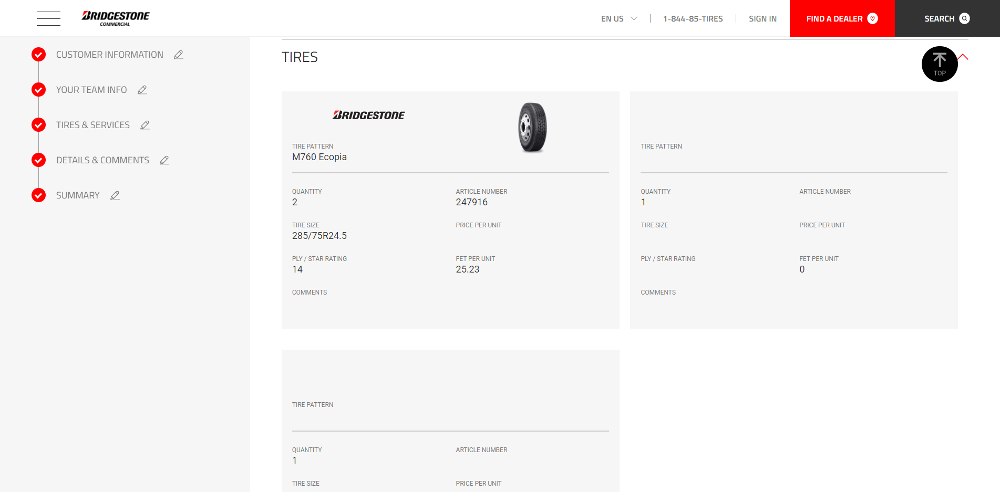 BRIDGESTONE
COMMERCIAL
EN US
1-844-85-TIRES
SIGN IN
FIND A DEALER
SEARCH
CUSTOMER INFORMATION
YOUR TEAM INFO
TIRES & SERVICES
DETAILS & COMMENTS
SUMMARY
TIRES
TOP
BRIDGESTONE
TIRE PATTERN
M760 Ecopia
QUANTITY
2
ARTICLE NUMBER
247916
TIRE SIZE
285/75R24.5
PRICE PER UNIT
PLY / STAR RATING
14
FET PER UNIT
25.23
COMMENTS
TIRE PATTERN
QUANTITY
1
ARTICLE NUMBER
TIRE SIZE
PRICE PER UNIT
PLY / STAR RATING
FET PER UNIT
0
COMMENTS
TIRE PATTERN
QUANTITY
1
ARTICLE NUMBER
TIRE SIZE
PRICE PER UNIT